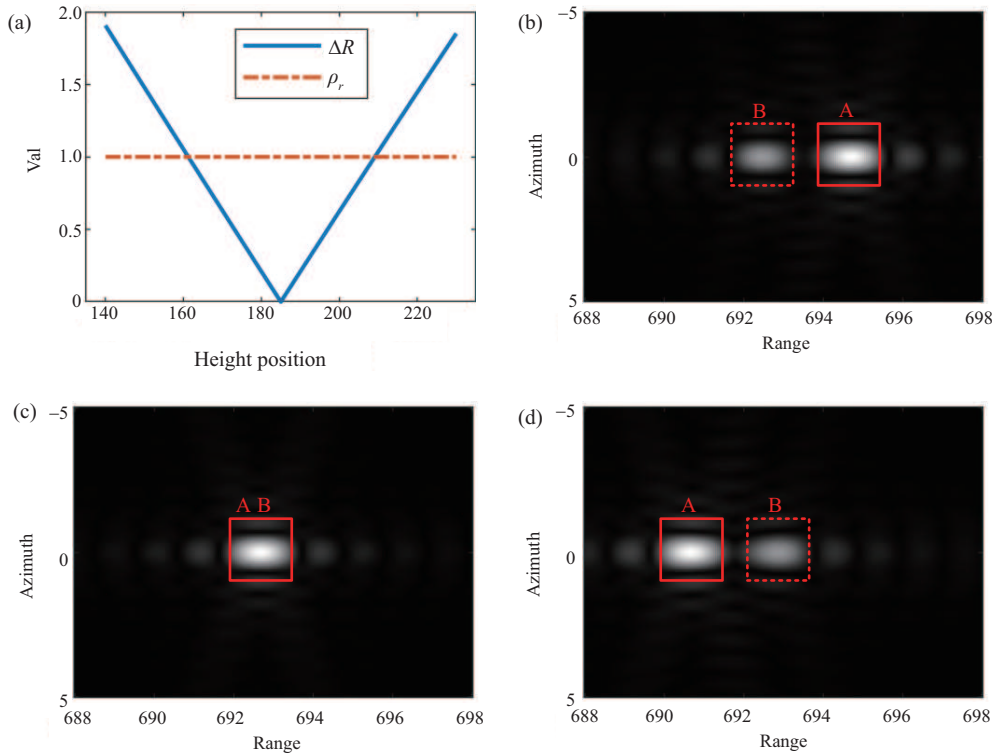 (a)
2.0
1.5
1.0
0.5
0
Val
ΔR
ρr
140 160 180 200 220
Height position
(b)
−5
0
5
Azimuth
B A
688 690 692 694 696 698
Range
(c)
−5
0
5
Azimuth
A B
688 690 692 694 696 698
Range
(d)
−5
0
5
Azimuth
A B
688 690 692 694 696 698
Range